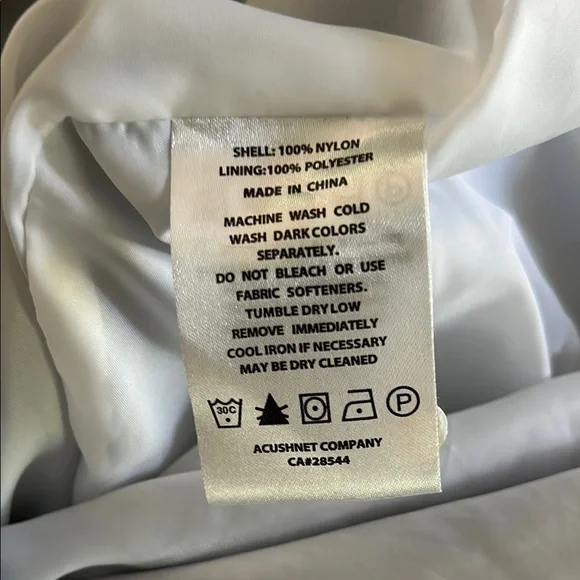 SHELL: 100% NYLON
LINING:100% POLYESTER
MADE IN CHINA
MACHINE WASH COLD
WASH DARK COLORS
SEPARATELY.
DO NOT BLEACH OR USE
FABRIC SOFTENERS.
TUMBLE DRY LOW
REMOVE IMMEDIATELY
COOL IRON IF NECESSARY
MAY BE DRY CLEANED
30C P
ACUSHNET COMPANY
CA#28544